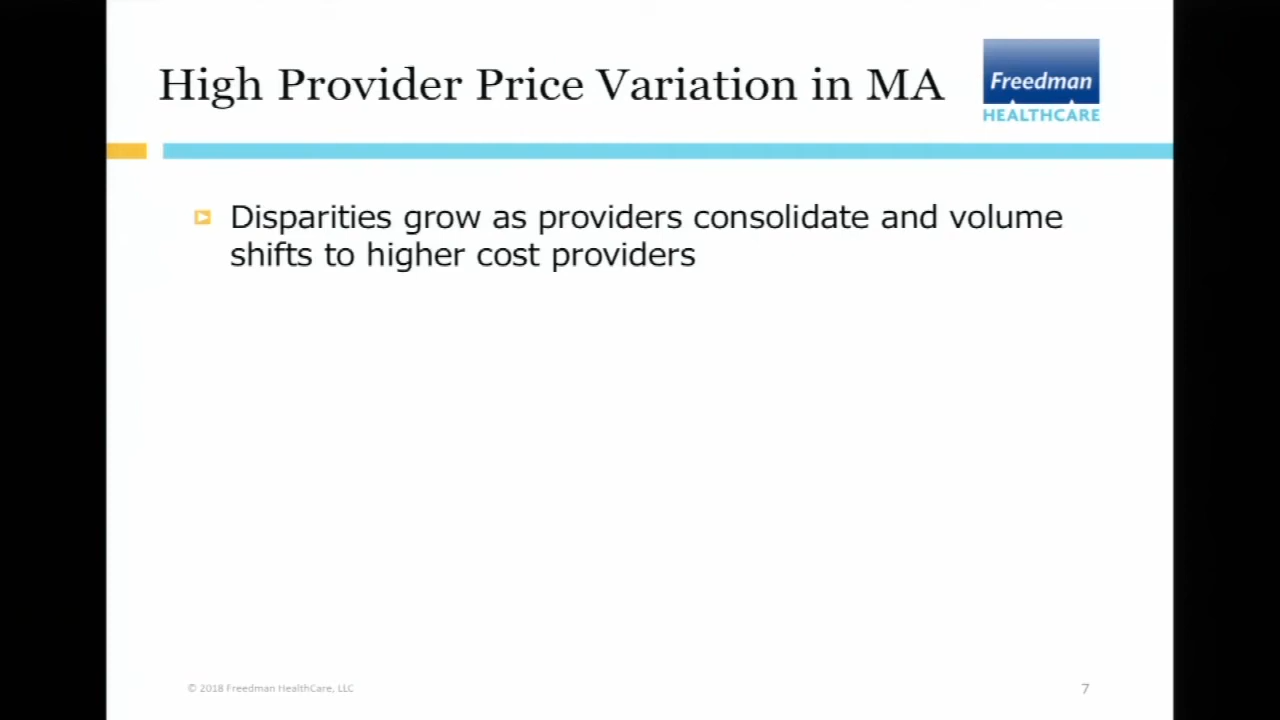 High Provider Price Variation in MA
Freedman
HEALTHCARE
Disparities grow as providers consolidate and volume
shifts to higher cost providers
© 2018 Freedman HealthCare, LLC
7